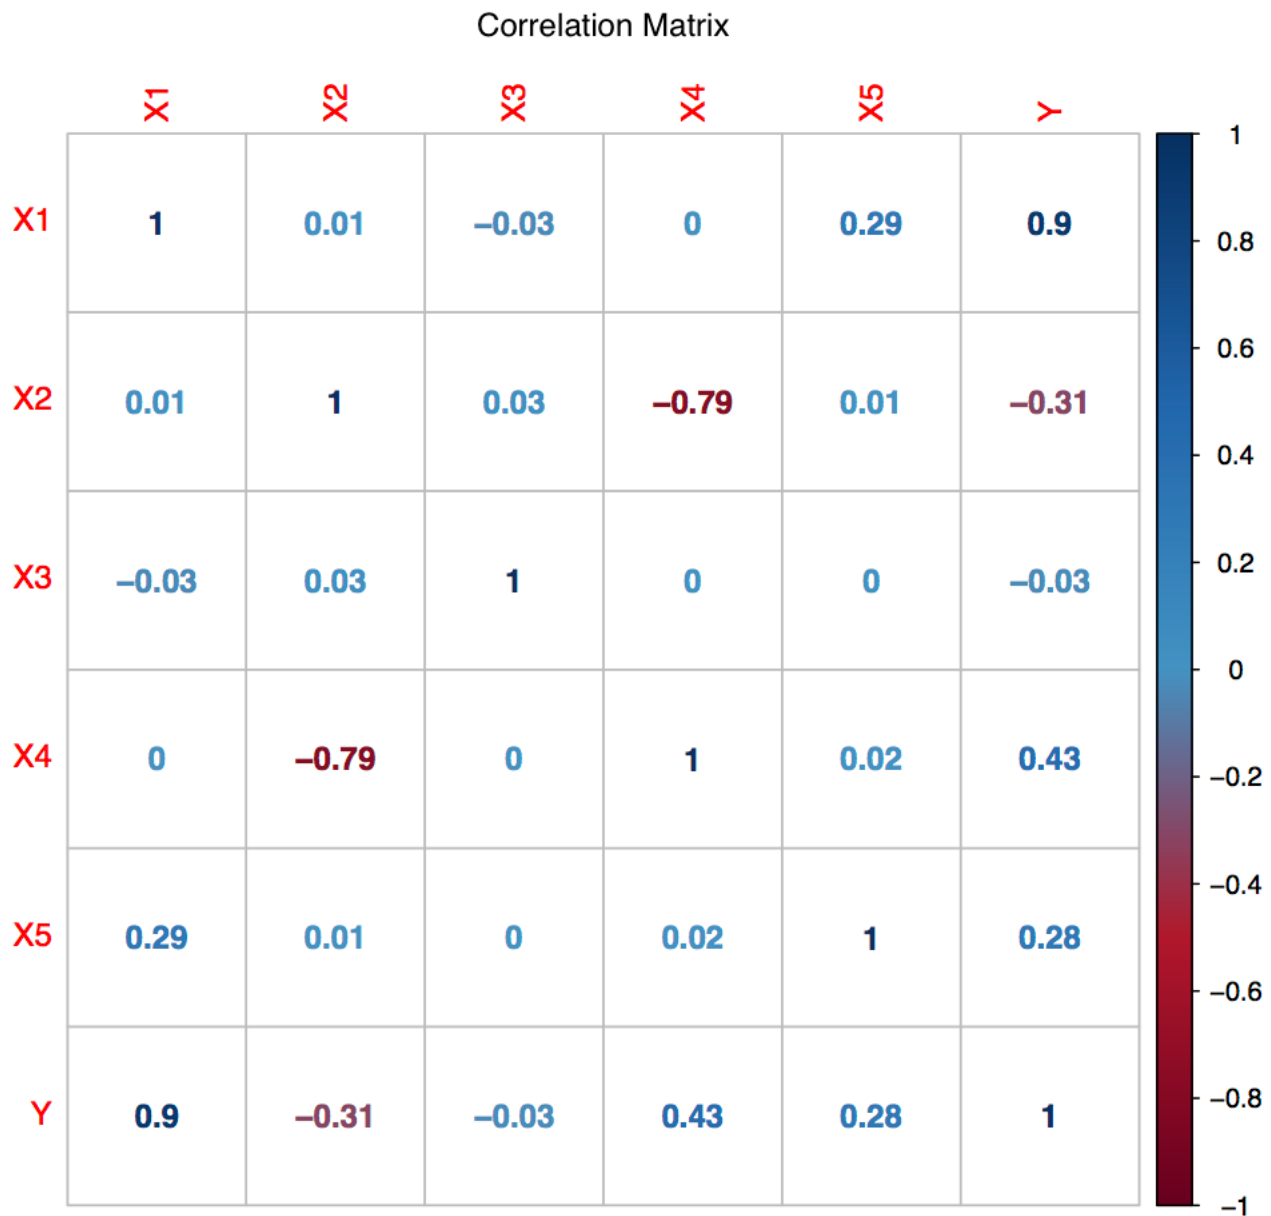 Correlation Matrix
X1 X2 X3 X4 X5 Y
X1 1 0.01 −0.03 0 0.29 0.9
X2 0.01 1 0.03 −0.79 0.01 −0.31
X3 −0.03 0.03 1 0 0 −0.03
X4 0 −0.79 0 1 0.02 0.43
X5 0.29 0.01 0 0.02 1 0.28
Y 0.9 −0.31 −0.03 0.43 0.28 1
1
0.8
0.6
0.4
0.2
0
−0.2
−0.4
−0.6
−0.8
−1